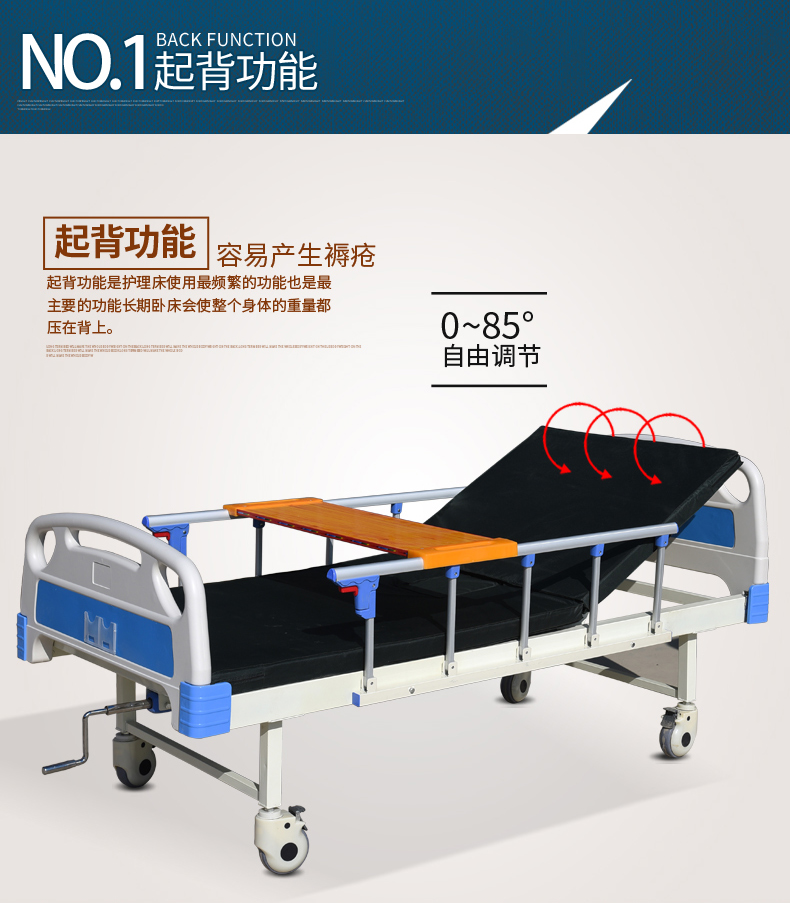 NO.1
BACK FUNCTION
起背功能
起背功能
容易产生褥疮
起背功能是护理床使用最频繁的功能也是最
主要的功能长期卧床会使整个身体的重量都
压在背上。
0~85°
自由调节